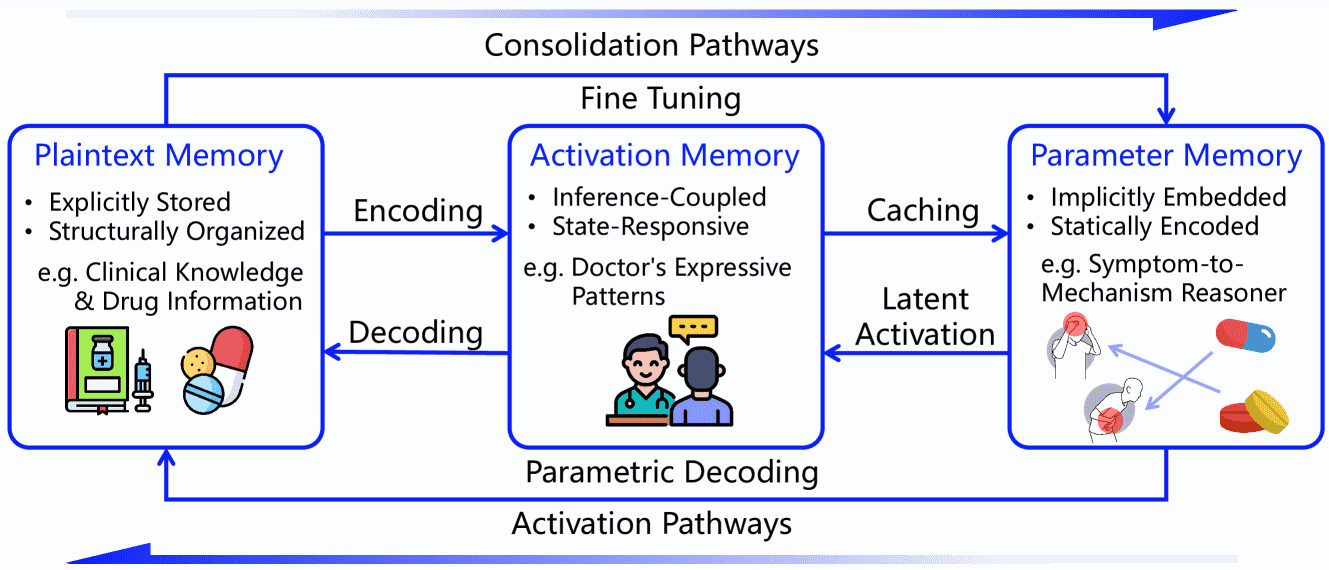 Consolidation Pathways
Fine Tuning
Plaintext Memory
• Explicitly Stored
• Structurally Organized
e.g. Clinical Knowledge
& Drug Information
Encoding
Decoding
Activation Memory
• Inference-Coupled
• State-Responsive
e.g. Doctor's Expressive
Patterns
Caching
Latent
Activation
Parameter Memory
• Implicitly Embedded
• Statically Encoded
e.g. Symptom-to-
Mechanism Reasoner
Parametric Decoding
Activation Pathways